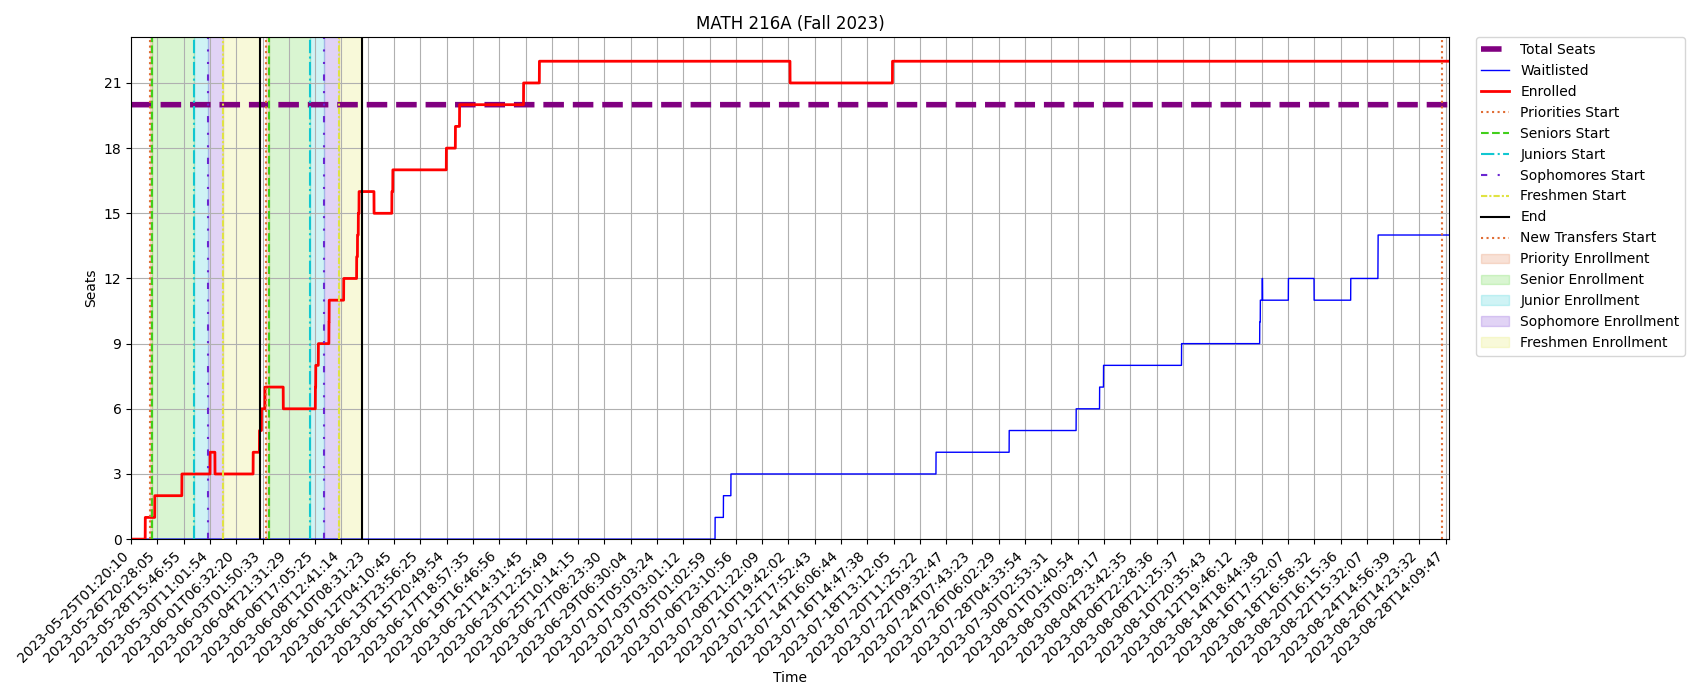 MATH 216A (Fall 2023)
Seats
21
18
15
12
9
6
3
0
2023-05-25T01:20:10
2023-05-26T20:28:05
2023-05-28T15:46:55
2023-05-30T11:01:54
2023-06-01T06:32:20
2023-06-03T01:50:33
2023-06-04T21:31:29
2023-06-06T17:05:25
2023-06-08T12:41:14
2023-06-10T08:31:23
2023-06-12T04:10:45
2023-06-13T23:56:25
2023-06-15T20:49:54
2023-06-17T18:57:35
2023-06-19T16:46:56
2023-06-21T14:31:45
2023-06-23T12:25:49
2023-06-25T10:14:15
2023-06-27T08:23:30
2023-06-29T06:30:04
2023-07-01T05:03:24
2023-07-03T03:01:12
2023-07-05T01:02:59
2023-07-06T23:10:56
2023-07-08T21:22:09
2023-07-10T19:42:02
2023-07-12T17:52:43
2023-07-14T16:06:44
2023-07-16T14:47:38
2023-07-18T13:12:05
2023-07-20T11:25:22
2023-07-22T09:32:47
2023-07-24T07:43:23
2023-07-26T06:02:29
2023-07-28T04:33:54
2023-07-30T02:53:31
2023-08-01T01:40:54
2023-08-03T00:29:17
2023-08-04T23:42:35
2023-08-06T22:28:36
2023-08-08T21:25:37
2023-08-10T20:35:43
2023-08-12T19:46:12
2023-08-14T18:44:38
2023-08-16T17:52:07
2023-08-18T16:58:32
2023-08-20T16:15:36
2023-08-22T15:32:07
2023-08-24T14:56:39
2023-08-26T14:23:32
2023-08-28T14:09:47
Time
Total Seats
Waitlisted
Enrolled
Priorities Start
Seniors Start
Juniors Start
Sophomores Start
Freshmen Start
End
New Transfers Start
Priority Enrollment
Senior Enrollment
Junior Enrollment
Sophomore Enrollment
Freshmen Enrollment